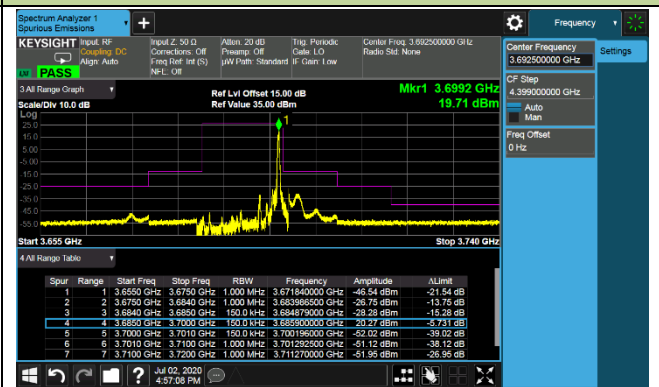 Spectrum Analyzer 1
Spurious Emissions
Frequency
KEYSIGHT
Input: RF
Coupling: DC
Align: Auto
Input Z: 50 Ω
Corrections: Off
Freq Ref: Int (S)
NFE: Off
Atten: 20 dB
Preamp: Off
µW Path: Standard
Trig: Periodic
Gate: LO
IF Gain: Low
Center Freq: 3.692500000 GHz
Radio Std: None
PASS
Center Frequency
3.692500000 GHz
Settings
CF Step
4.399000000 GHz
Auto
Man
Freq Offset
0 Hz
3 All Range Graph
Scale/Div 10.0 dB
Ref Lvl Offset 15.00 dB
Ref Value 35.00 dBm
Mkr1 3.6992 GHz
19.71 dBm
Log
25.0
15.0
5.00
-5.00
-15.0
-25.0
-35.0
-45.0
-55.0
1
Start 3.655 GHz
Stop 3.740 GHz
4 All Range Table
Spur Range Start Freq Stop Freq RBW Frequency Amplitude ΔLimit
1 1 3.6550 GHz 3.6750 GHz 1.000 MHz 3.671840000 GHz -46.54 dBm -21.54 dB
2 2 3.6750 GHz 3.6840 GHz 1.000 MHz 3.683986500 GHz -26.75 dBm -13.75 dB
3 3 3.6840 GHz 3.6850 GHz 150.0 kHz 3.684879000 GHz -28.28 dBm -15.28 dB
4 4 3.6850 GHz 3.7000 GHz 150.0 kHz 3.685900000 GHz 20.27 dBm -5.731 dB
5 5 3.7000 GHz 3.7010 GHz 150.0 kHz 3.700196000 GHz -52.02 dBm -39.02 dB
6 6 3.7010 GHz 3.7100 GHz 1.000 MHz 3.701292500 GHz -51.12 dBm -38.12 dB
7 7 3.7100 GHz 3.7200 GHz 1.000 MHz 3.711270000 GHz -51.95 dBm -26.95 dB
Jul 02, 2020
4:57:08 PM